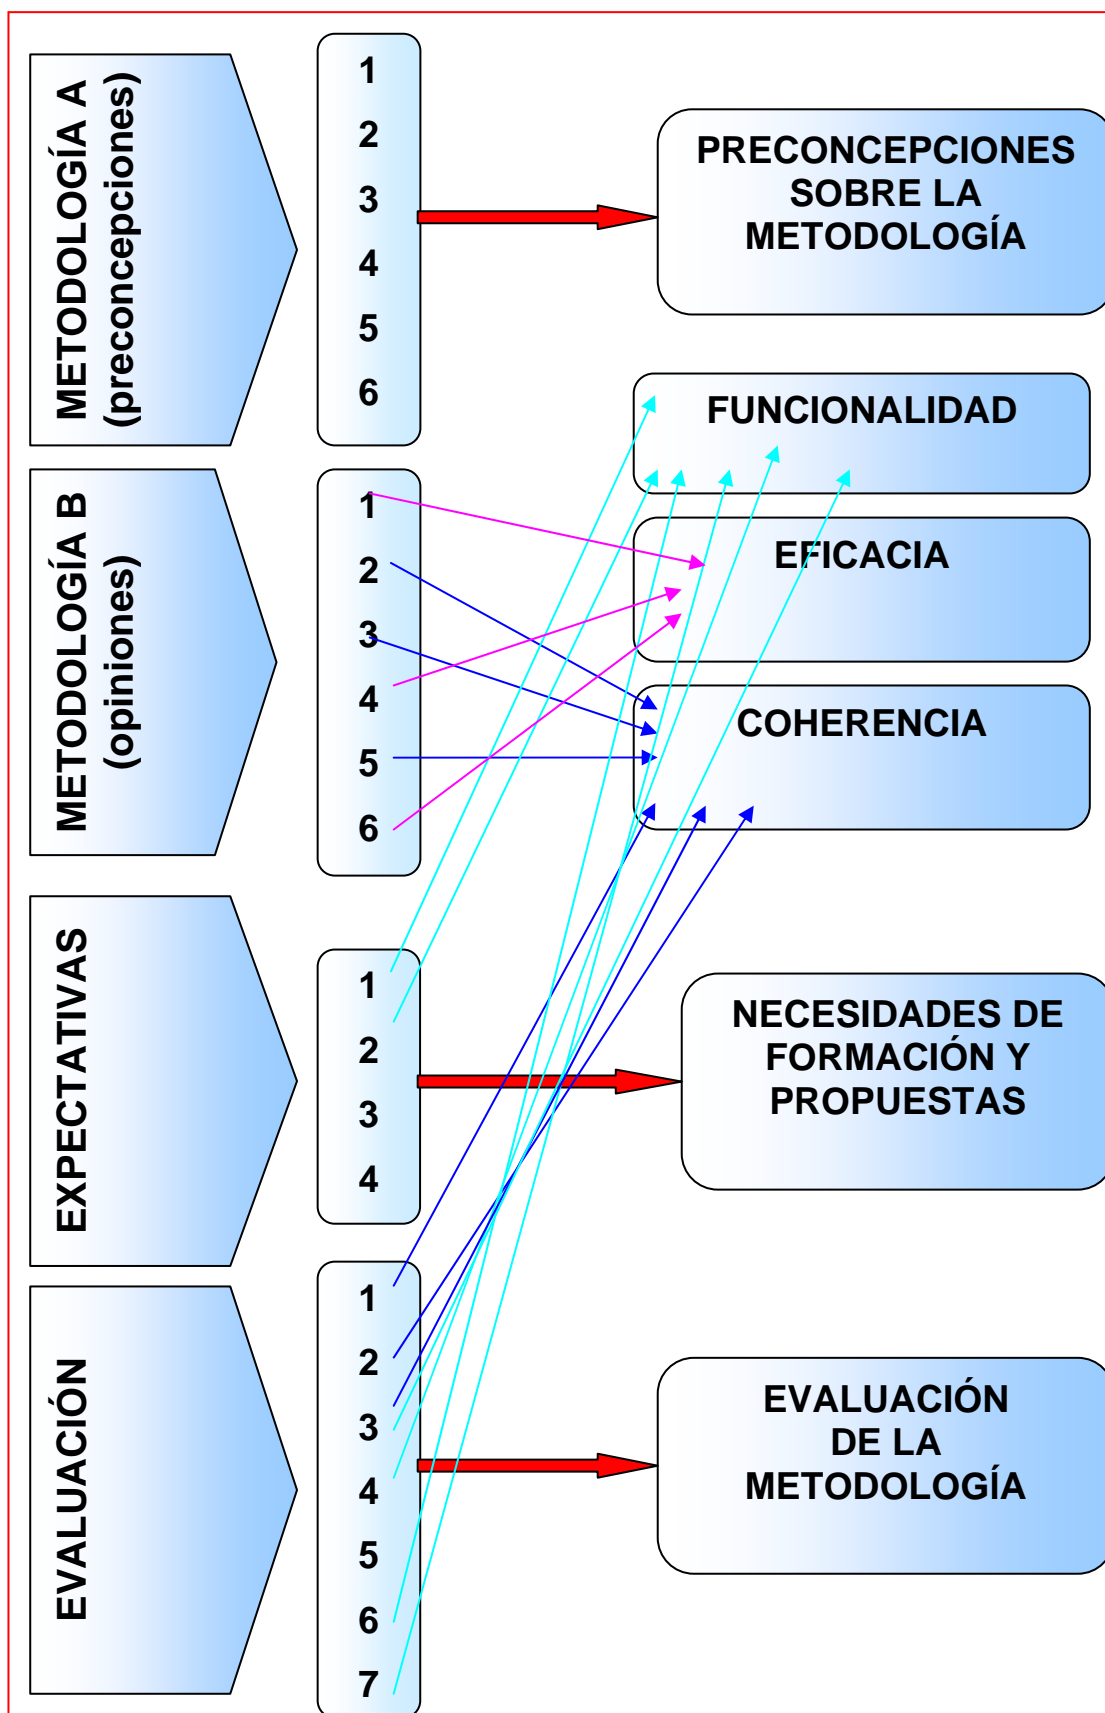 METODOLOGÍA A
(preconcepciones)
1
2
3
4
5
6
PRECONCEPCIONES
SOBRE LA
METODOLOGÍA
METODOLOGÍA B
(opiniones)
1
2
3
4
5
6
FUNCIONALIDAD
EFICACIA
COHERENCIA
EXPECTATIVAS
1
2
3
4
NECESIDADES DE
FORMACIÓN Y
PROPUESTAS
EVALUACIÓN
1
2
3
4
5
6
7
EVALUACIÓN
DE LA
METODOLOGÍA